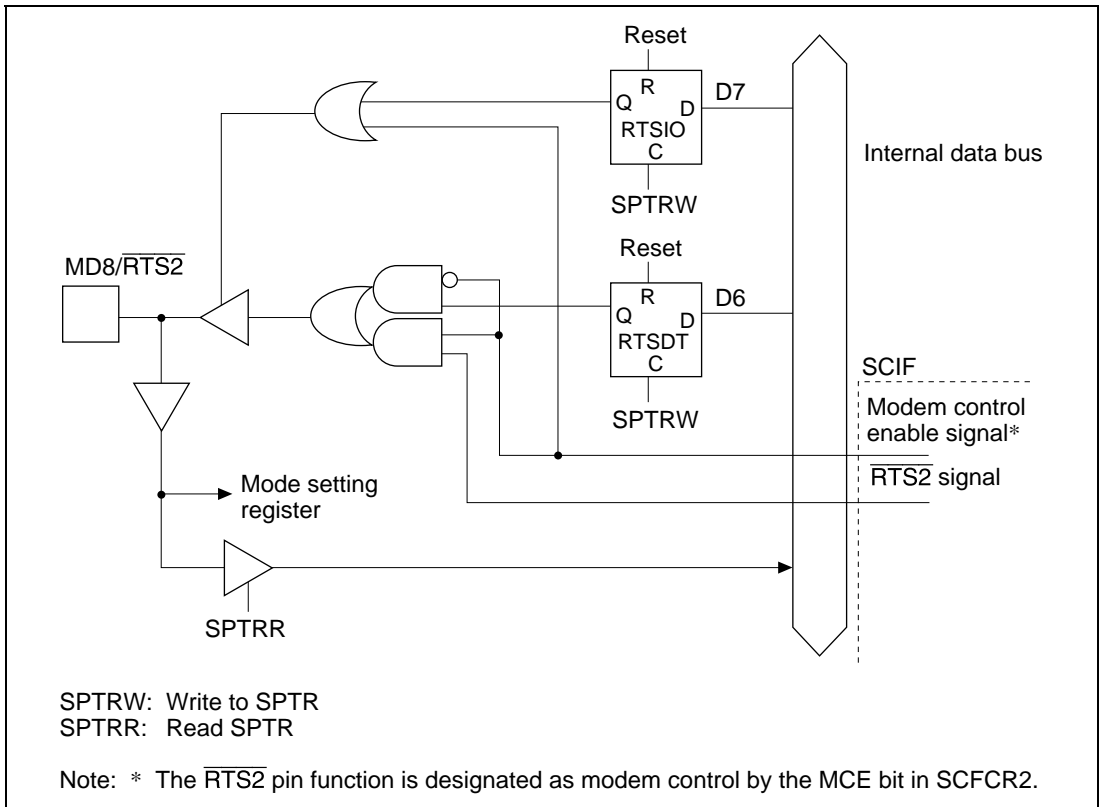 Reset
R
Q
D
D7
RTSIO
C
Internal data bus
SPTRW
Reset
MD8/RTS2
R
D6
Q
D
RTSDT
C
SCIF
SPTRW
Modem control
enable signal*
RTS2 signal
Mode setting
register
SPTRR
SPTRW: Write to SPTR
SPTRR: Read SPTR
Note: * The RTS2 pin function is designated as modem control by the MCE bit in SCFCR2.